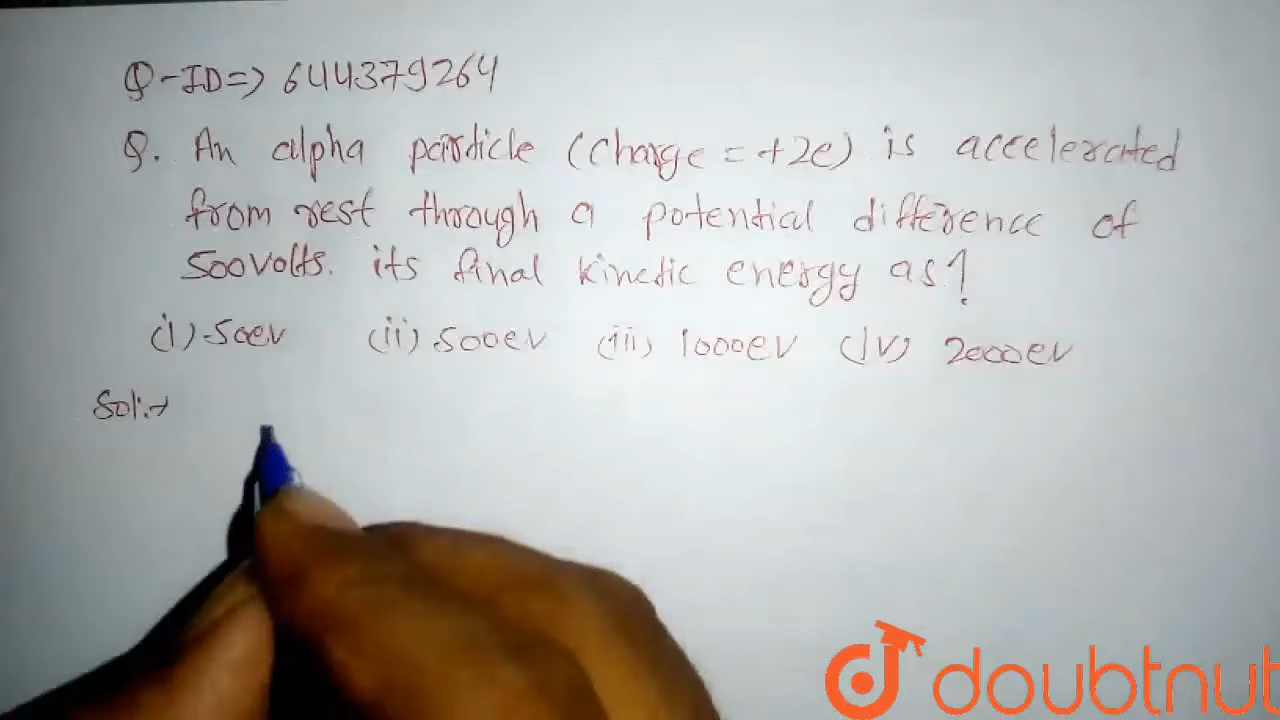 Q-ID=> 644379264
Q. An alpha particle (charge = +2e) is accelerated
from rest through a potential difference of
500volts. its final kinetic energy as?
(i) 50ev (ii) 500ev (iii) 1000ev (iv) 2000ev
Sol:→
doubtnut